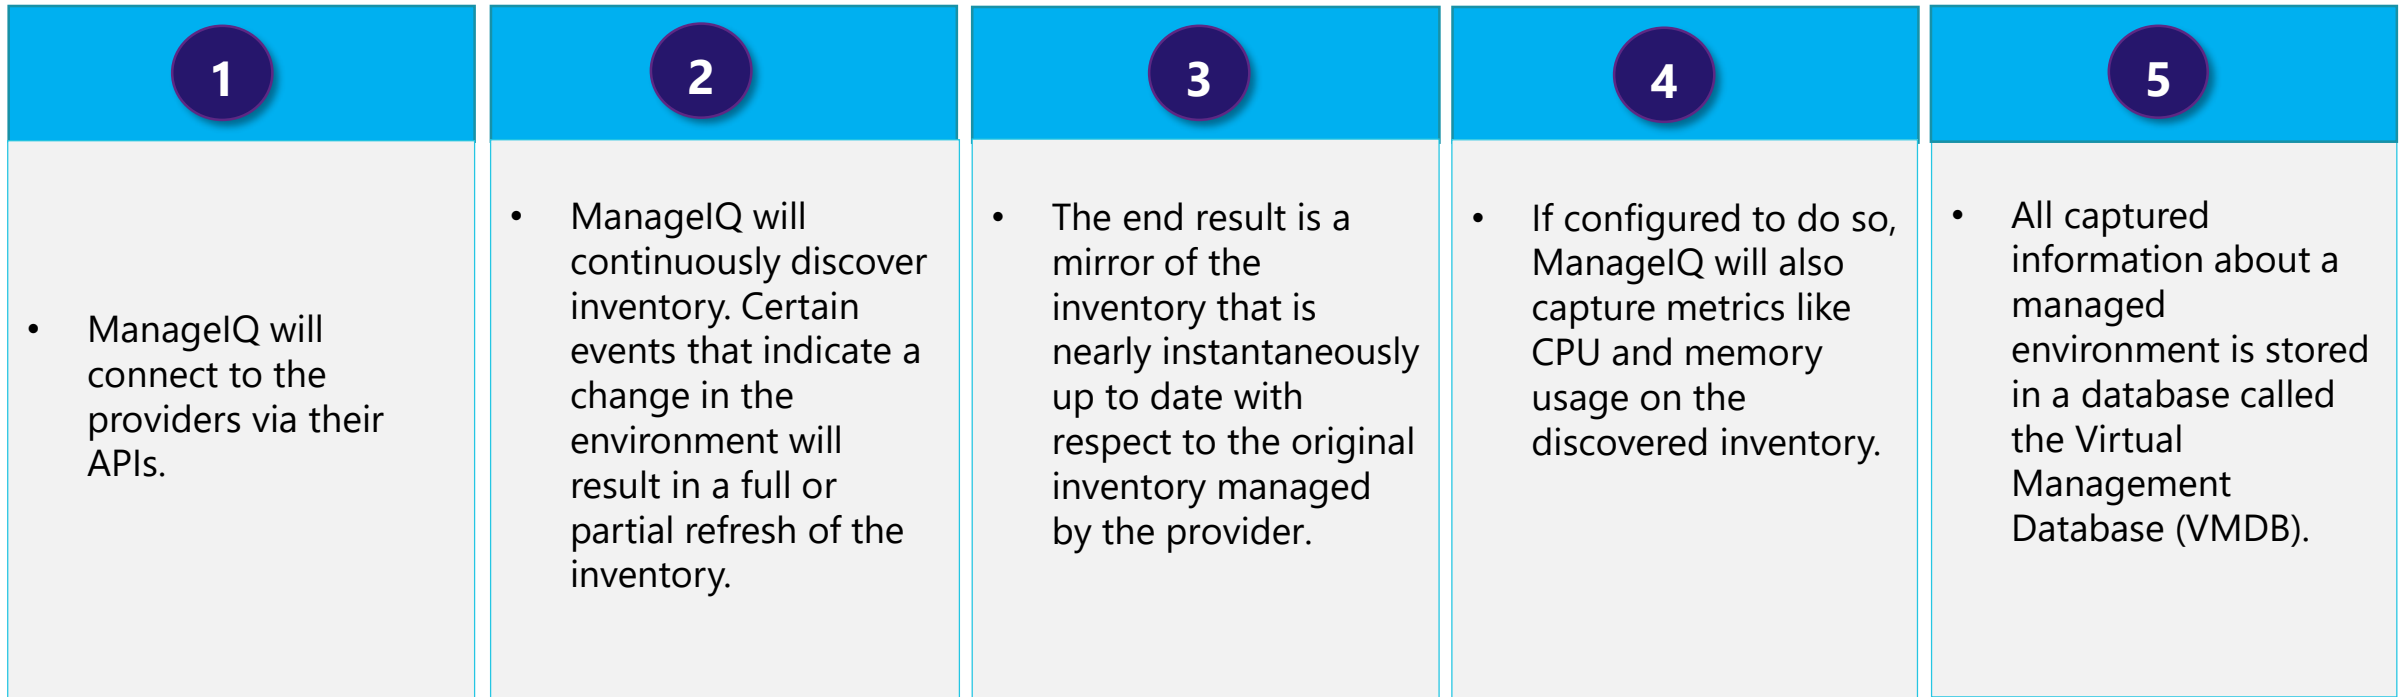 1
• ManageIQ will
connect to the
providers via their
APIs.
2
• ManageIQ will
continuously discover
inventory. Certain
events that indicate a
change in the
environment will
result in a full or
partial refresh of the
inventory.
3
• The end result is a
mirror of the
inventory that is
nearly instantaneously
up to date with
respect to the original
inventory managed
by the provider.
4
• If configured to do so,
ManageIQ will also
capture metrics like
CPU and memory
usage on the
discovered inventory.
5
• All captured
information about a
managed
environment is stored
in a database called
the Virtual
Management
Database (VMDB).